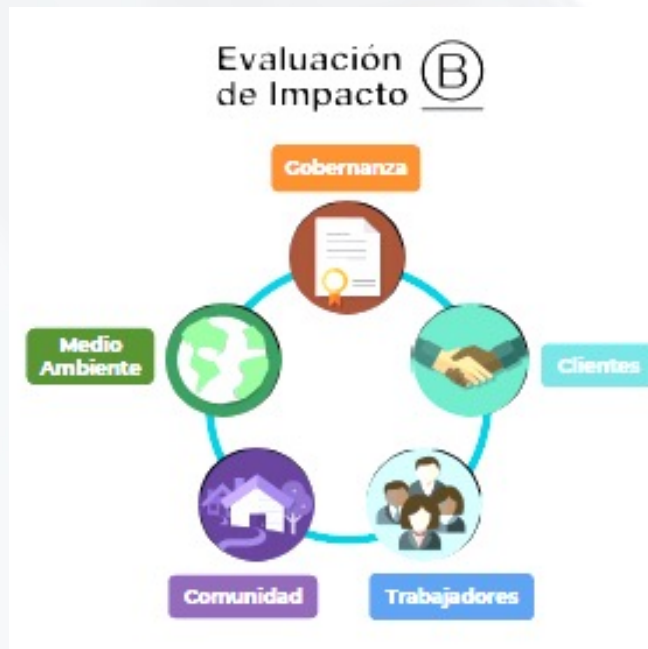 Evaluación
de Impacto B
Gobernanza
Medio
Ambiente
Clientes
Comunidad
Trabajadores